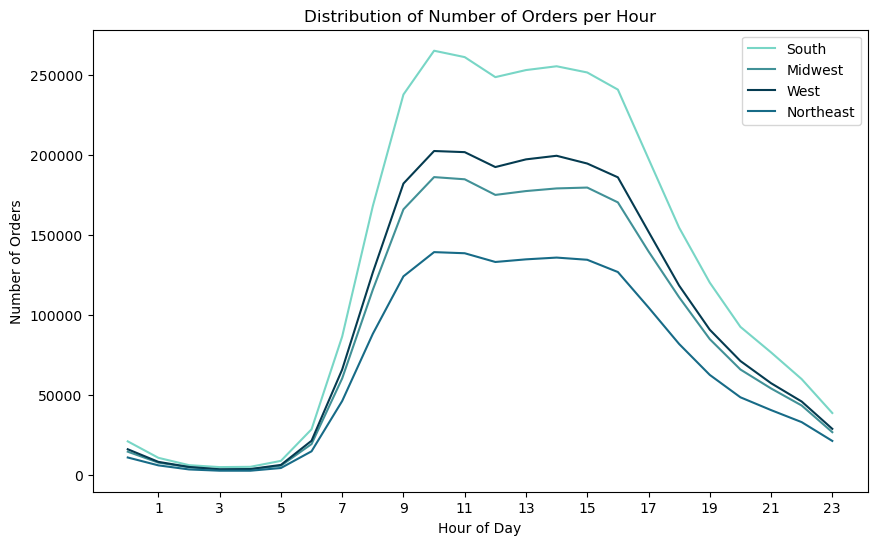 Distribution of Number of Orders per Hour
South
Midwest
West
Northeast
Number of Orders
250000
200000
150000
100000
50000
0
1 3 5 7 9 11 13 15 17 19 21 23
Hour of Day